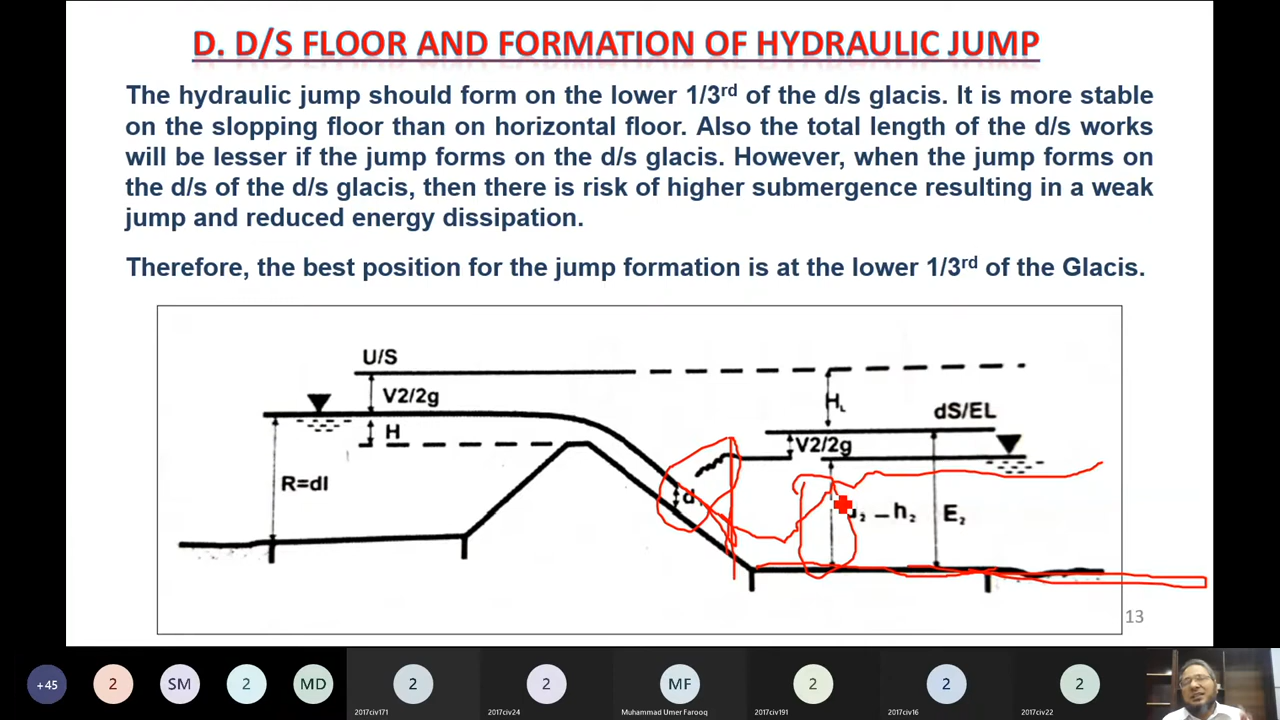 D. D/S FLOOR AND FORMATION OF HYDRAULIC JUMP
The hydraulic jump should form on the lower 1/3rd of the d/s glacis. It is more stable
on the slopping floor than on horizontal floor. Also the total length of the d/s works
will be lesser if the jump forms on the d/s glacis. However, when the jump forms on
the d/s of the d/s glacis, then there is risk of higher submergence resulting in a weak
jump and reduced energy dissipation.
Therefore, the best position for the jump formation is at the lower 1/3rd of the Glacis.
U/S
V2/2g
H
R=dl
HL
dS/EL
V2/2g
E2
h2
13
+45
2
SM
2
MD
2
2
MF
2
2
2
2017civ171
2017civ24
Muhammad Umer Farooq
2017civ191
2017civ16
2017civ22